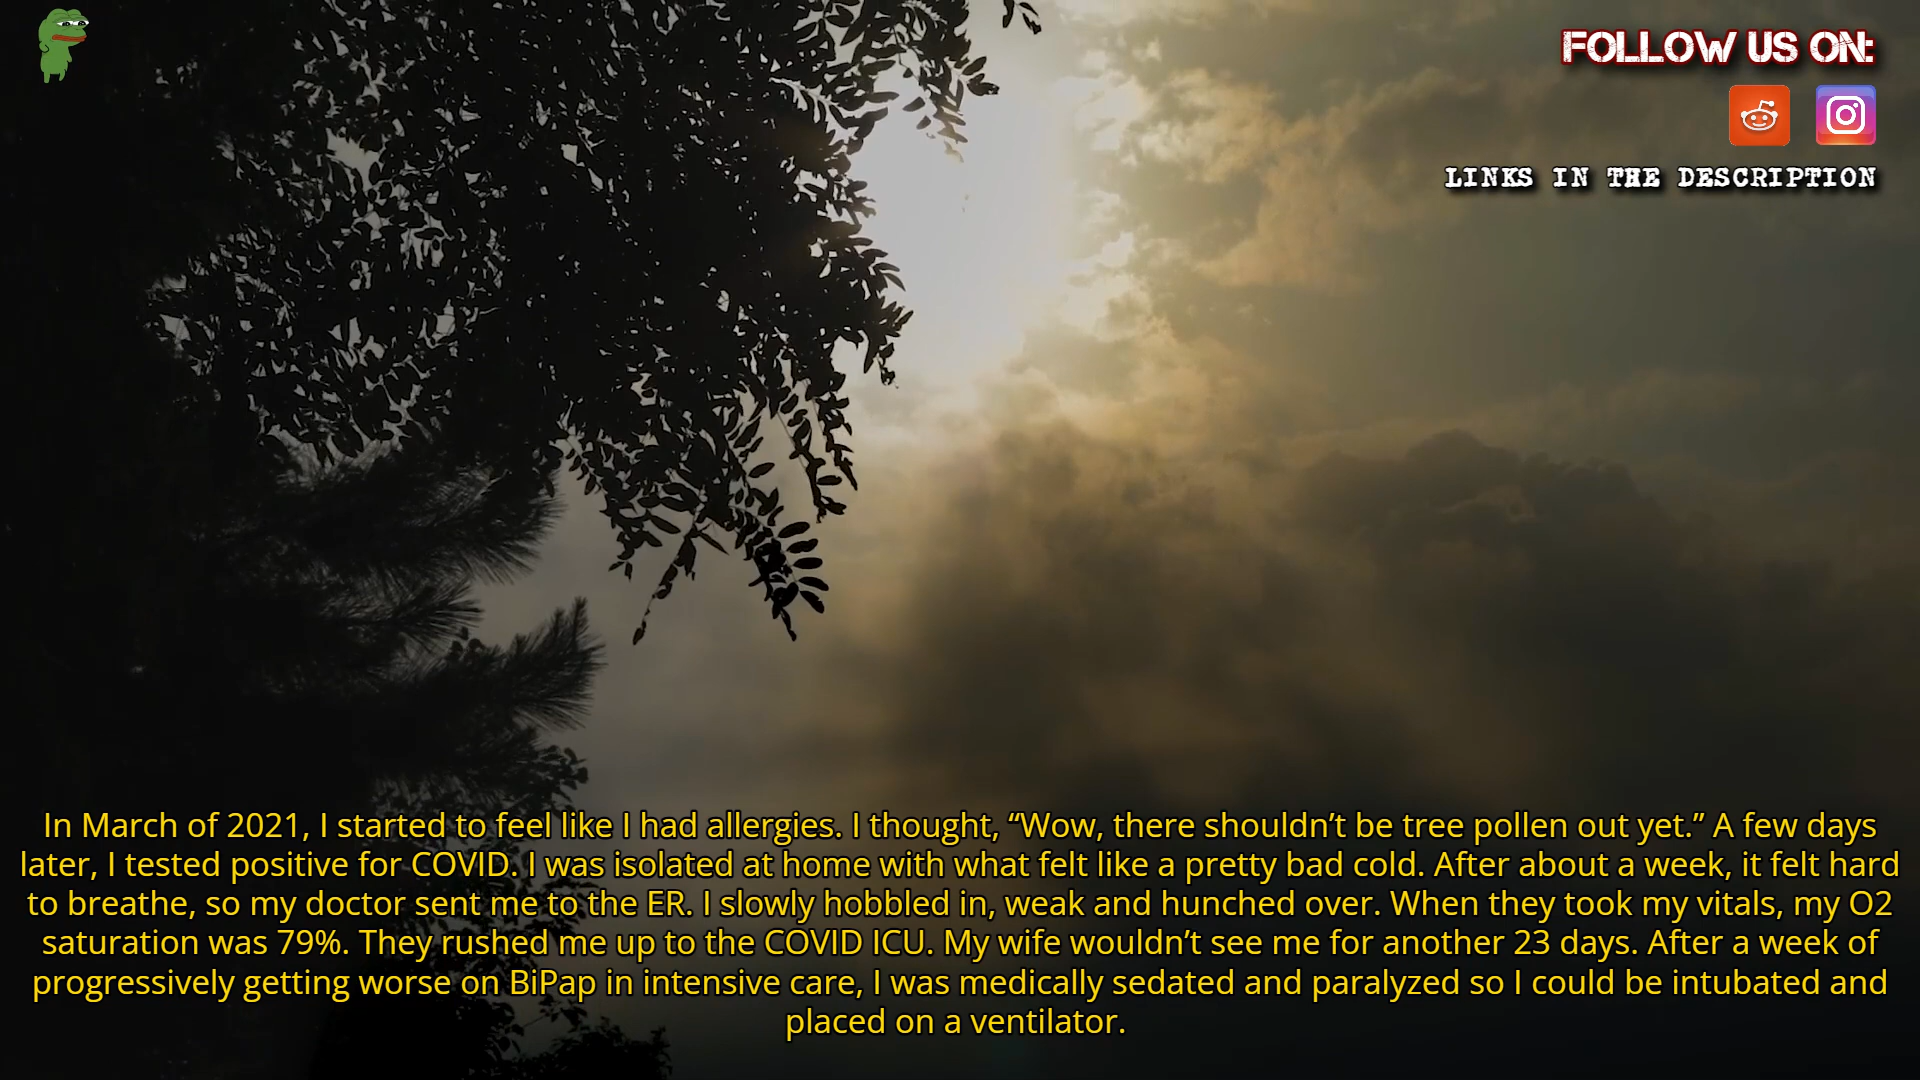 FOLLOW US ON:
LINKS IN THE DESCRIPTION
In March of 2021, I started to feel like I had allergies. I thought, “Wow, there shouldn’t be tree pollen out yet.” A few days
later, I tested positive for COVID. I was isolated at home with what felt like a pretty bad cold. After about a week, it felt hard
to breathe, so my doctor sent me to the ER. I slowly hobbled in, weak and hunched over. When they took my vitals, my O2
saturation was 79%. They rushed me up to the COVID ICU. My wife wouldn’t see me for another 23 days. After a week of
progressively getting worse on BiPap in intensive care, I was medically sedated and paralyzed so I could be intubated and
placed on a ventilator.